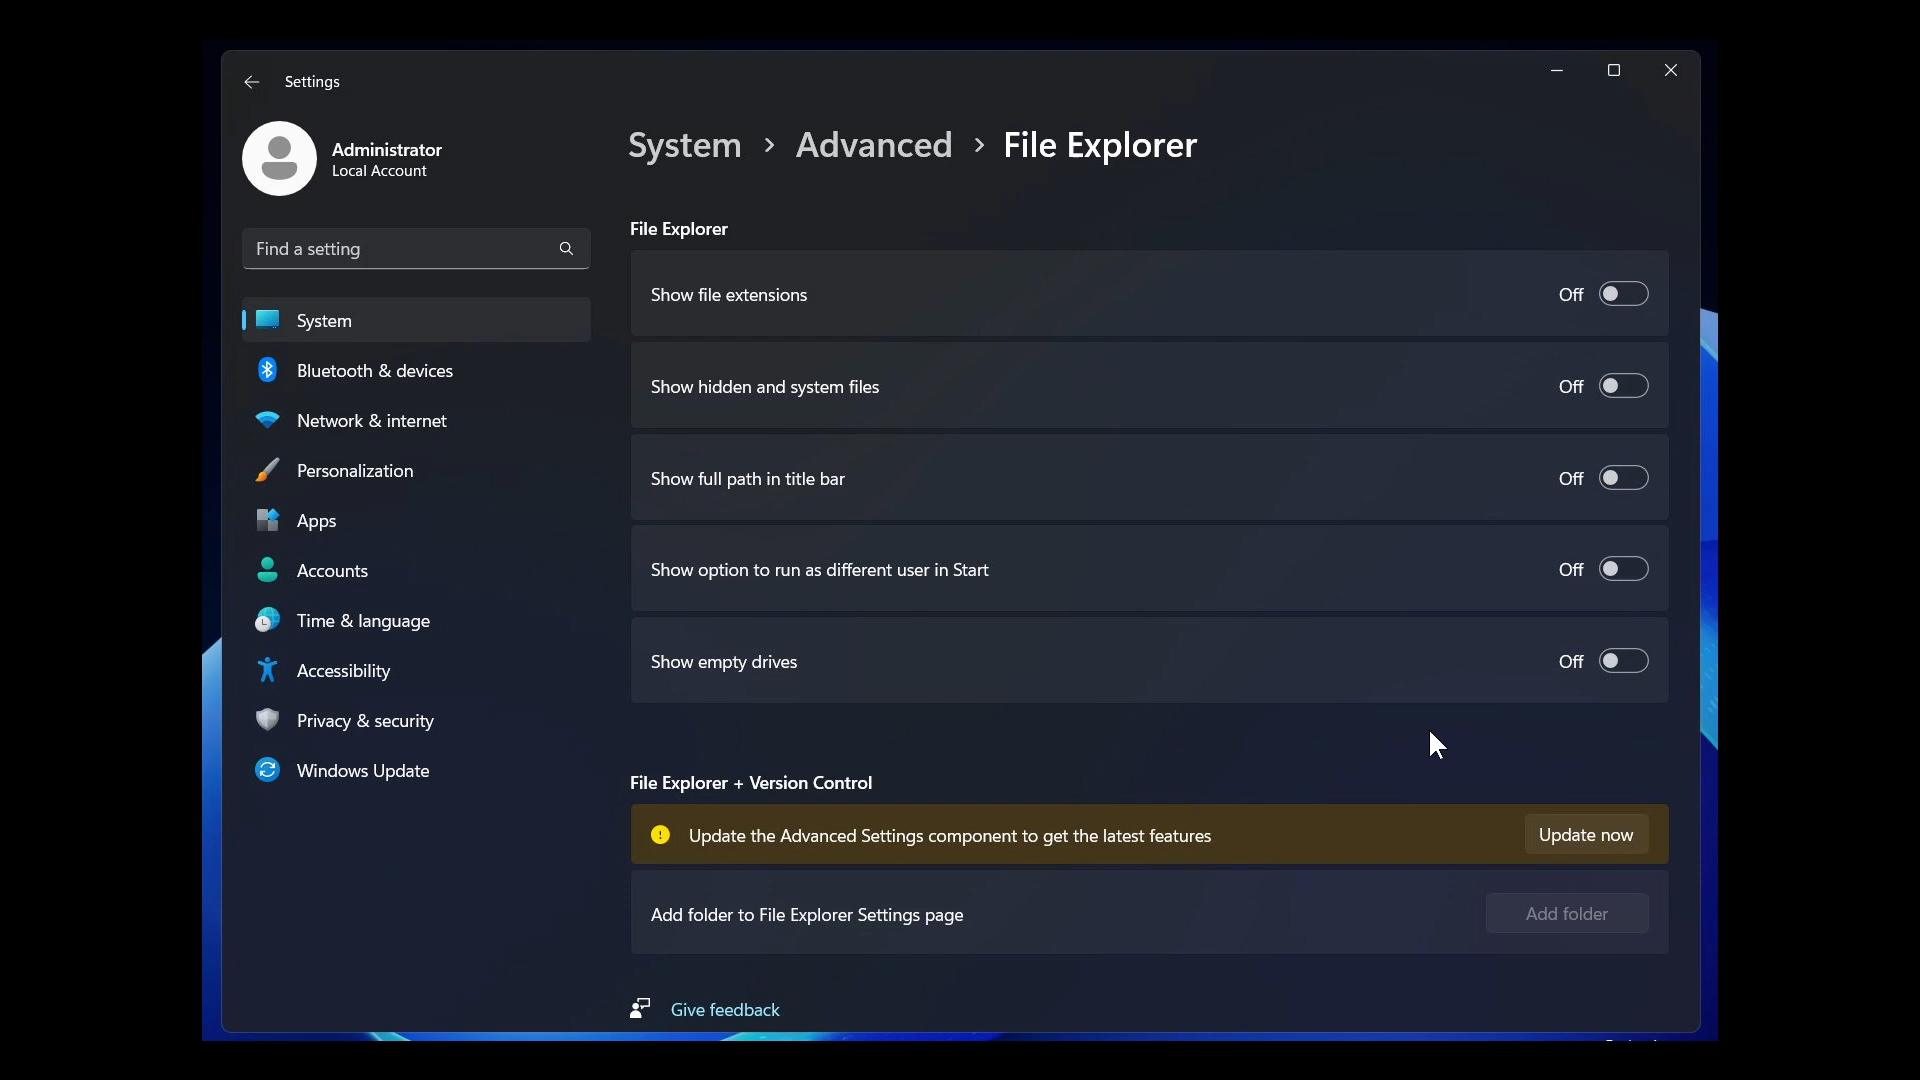 Settings
Administrator
Local Account
Find a setting
System
Bluetooth & devices
Network & internet
Personalization
Apps
Accounts
Time & language
Accessibility
Privacy & security
Windows Update
System > Advanced > File Explorer
File Explorer
Show file extensions Off
Show hidden and system files Off
Show full path in title bar Off
Show option to run as different user in Start Off
Show empty drives Off
File Explorer + Version Control
Update the Advanced Settings component to get the latest features Update now
Add folder to File Explorer Settings page Add folder
Give feedback